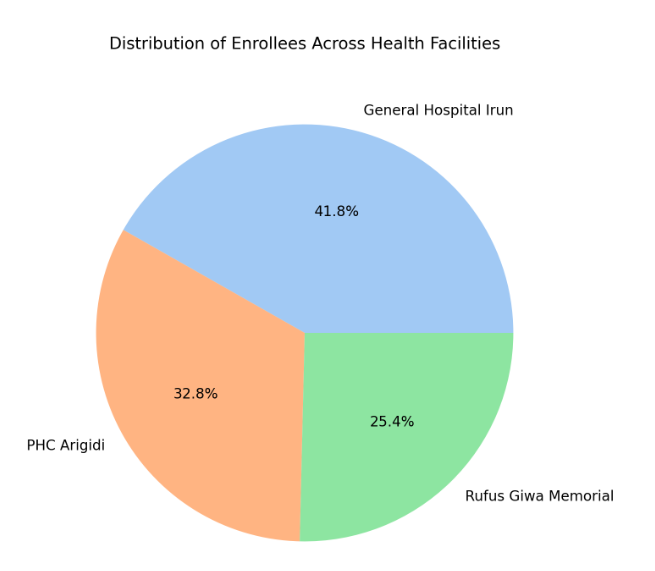 Distribution of Enrollees Across Health Facilities
General Hospital Irun
41.8%
32.8%
25.4%
PHC Arigidi
Rufus Giwa Memorial